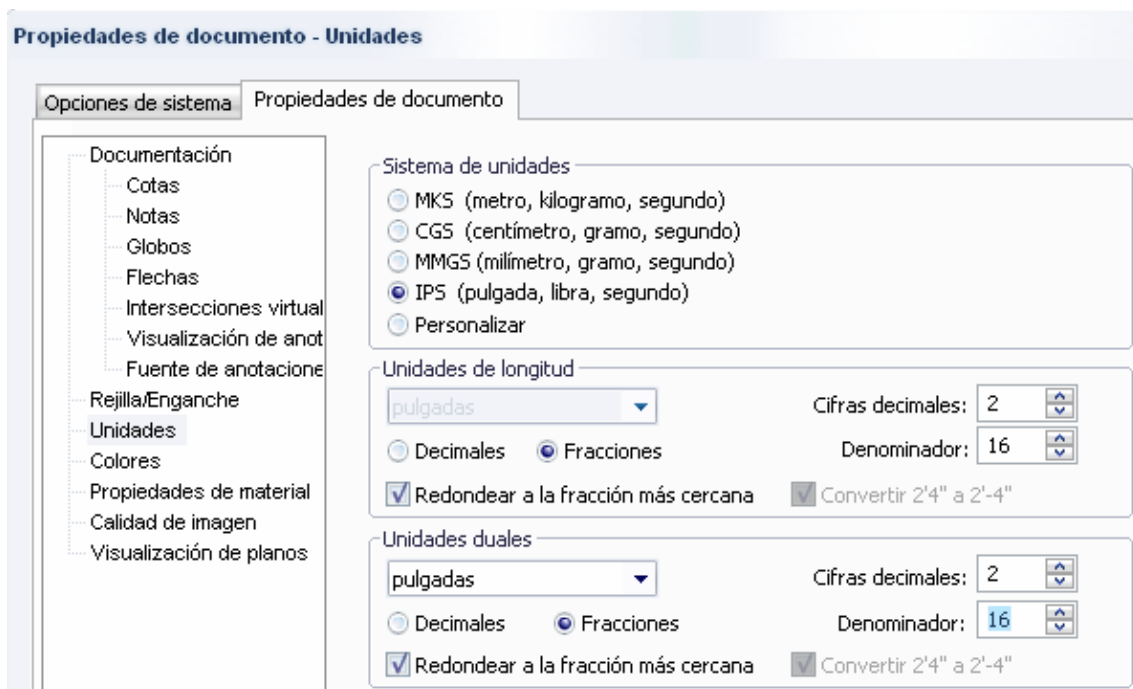 Propiedades de documento - Unidades
Opciones de sistema
Propiedades de documento
Documentación
Cotas
Notas
Globos
Flechas
Intersecciones virtual
Visualización de anot
Fuente de anotacione
Rejilla/Enganche
Unidades
Colores
Propiedades de material
Calidad de imagen
Visualización de planos
Sistema de unidades
MKS (metro, kilogramo, segundo)
CGS (centímetro, gramo, segundo)
MMGS (milímetro, gramo, segundo)
IPS (pulgada, libra, segundo)
Personalizar
Unidades de longitud
pulgadas
Cifras decimales: 2
Decimales Fracciones
Denominador: 16
Redondear a la fracción más cercana
Convertir 2'4" a 2'-4"
Unidades duales
pulgadas
Cifras decimales: 2
Decimales Fracciones
Denominador: 16
Redondear a la fracción más cercana
Convertir 2'4" a 2'-4"